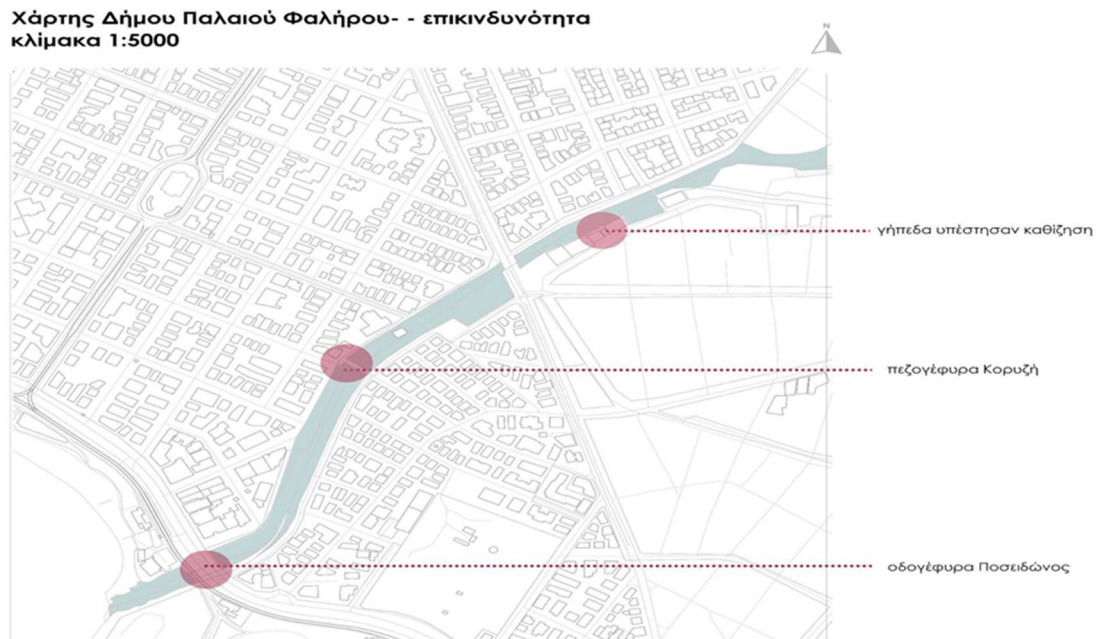 Χάρτης Δήμου Παλαιού Φαλήρου- - επικινδυνότητα
κλίμακα 1:5000
N
γήπεδα υπέστησαν καθίζηση
πεζογέφυρα Κορυζή
οδογέφυρα Ποσειδώνος